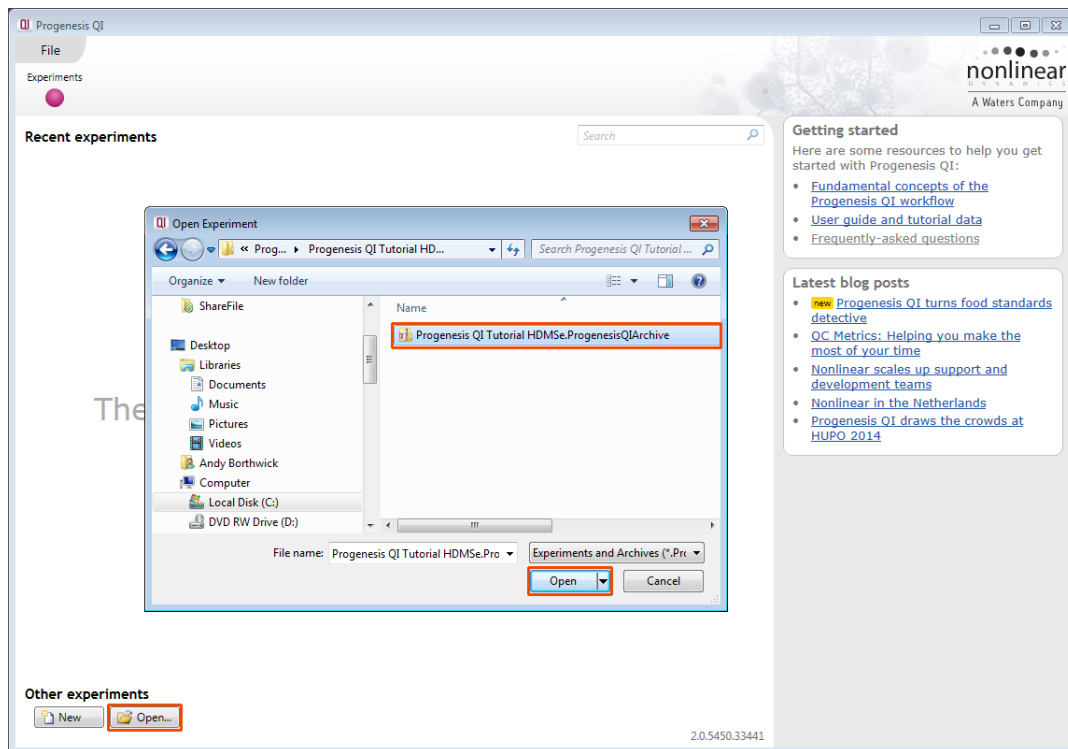 QI Progenesis QI
File
Experiments
nonlinear
DYNAMICS
A Waters Company
Recent experiments
Search
QI Open Experiment
« Prog... Progenesis QI Tutorial HD...
Search Progenesis QI Tutorial ...
Organize
New folder
ShareFile
Desktop
Libraries
Documents
Music
Pictures
Videos
Andy Borthwick
Computer
Local Disk (C:)
DVD RW Drive (D:)
Name
Progenesis QI Tutorial HDMSe.ProgenesisQIArchive
File name: Progenesis QI Tutorial HDMSe.Pro
Experiments and Archives (*.Pro
Open
Cancel
The
Other experiments
New
Open...
2.0.5450.33441
Getting started
Here are some resources to help you get
started with Progenesis QI:
• Fundamental concepts of the
Progenesis QI workflow
• User guide and tutorial data
• Frequently-asked questions
Latest blog posts
• new Progenesis QI turns food standards
detective
• QC Metrics: Helping you make the
most of your time
• Nonlinear scales up support and
development teams
• Nonlinear in the Netherlands
• Progenesis QI draws the crowds at
HUPO 2014